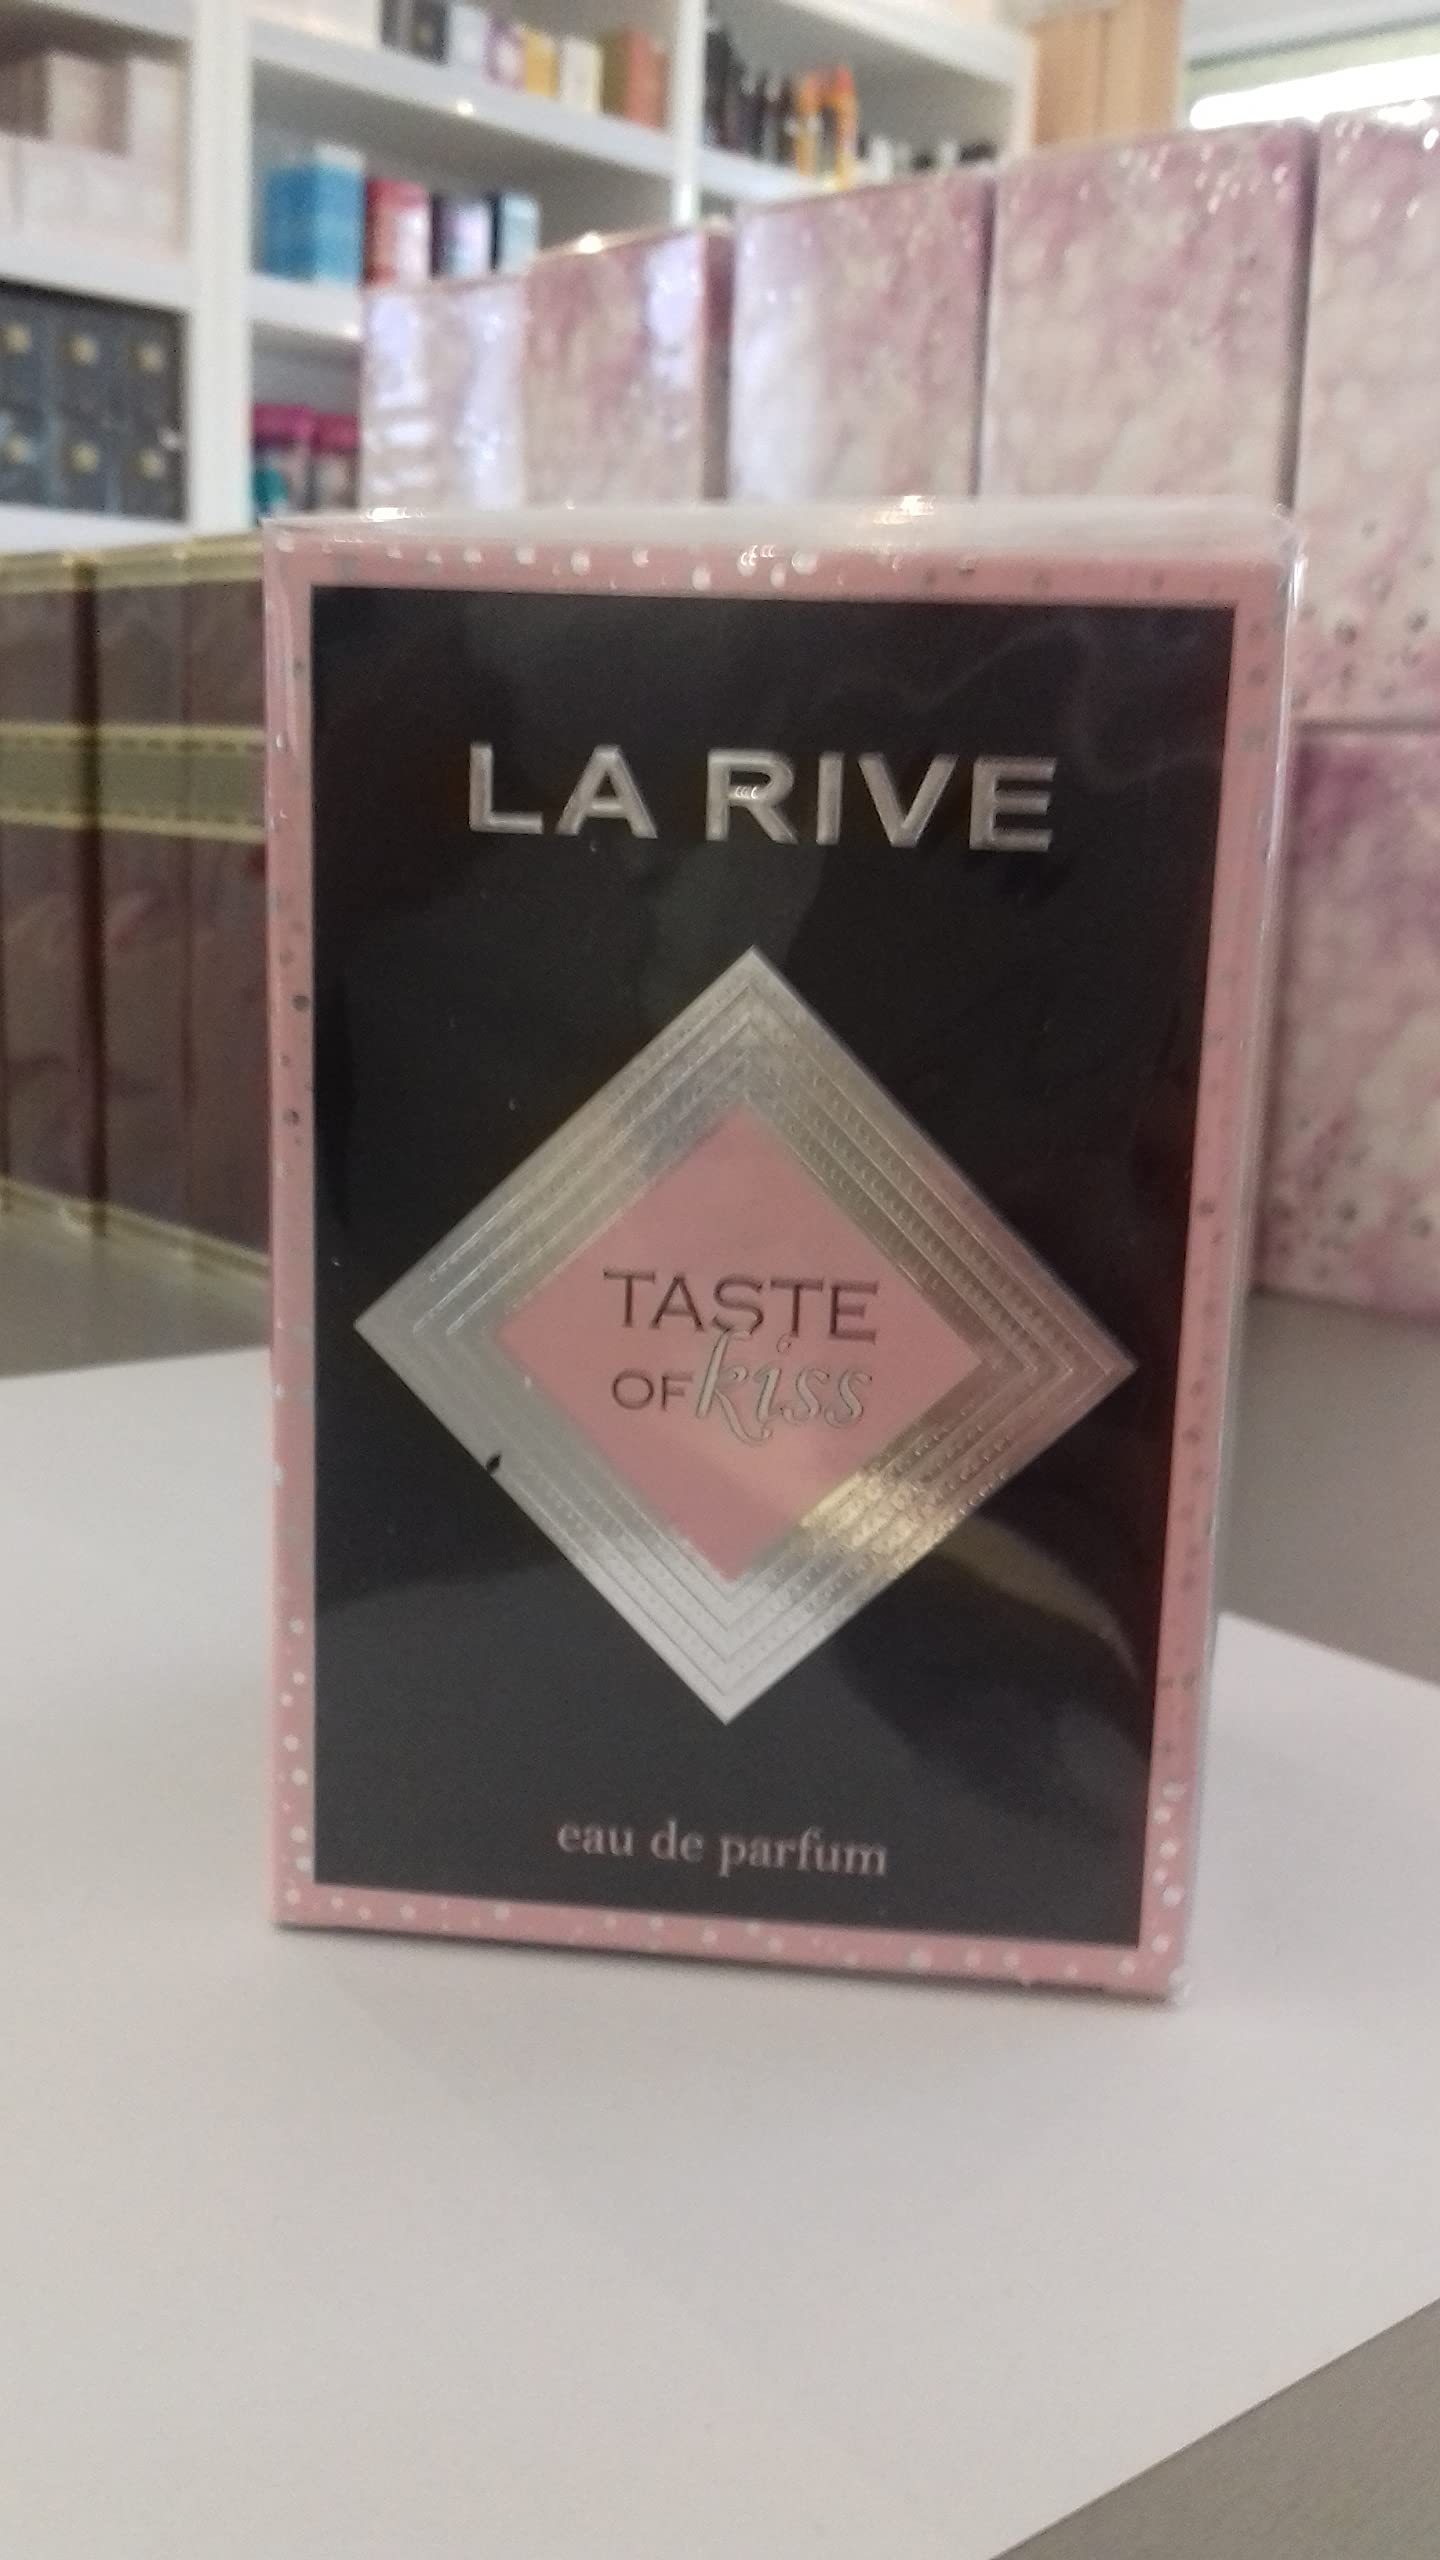 LA RIVE
TASTE
OF kiss
eau de parfum